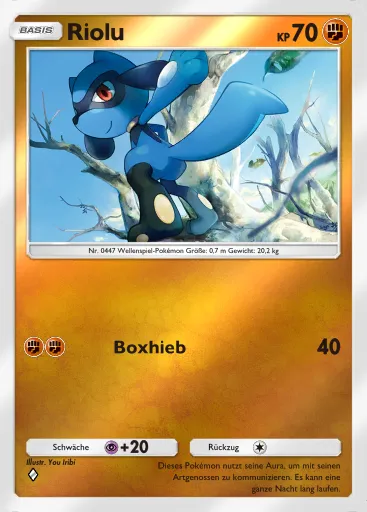 BASIS Riolu KP 70
Nr. 0447 Wellenspiel-Pokémon Größe: 0,7 m Gewicht: 20,2 kg
Boxhieb 40
Schwäche +20 Rückzug
Illustr. You Iribi
Dieses Pokémon nutzt seine Aura, um mit seinen
Artgenossen zu kommunizieren. Es kann eine
ganze Nacht lang laufen.